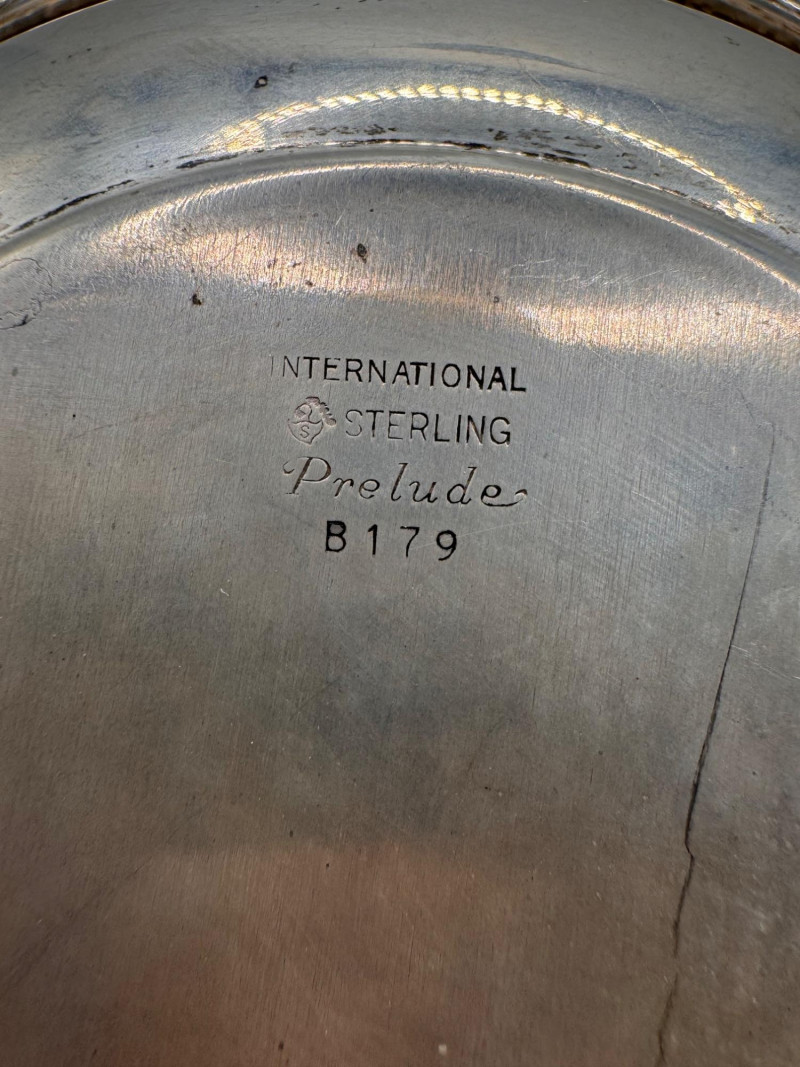 INTERNATIONAL
S STERLING
Prelude
B179